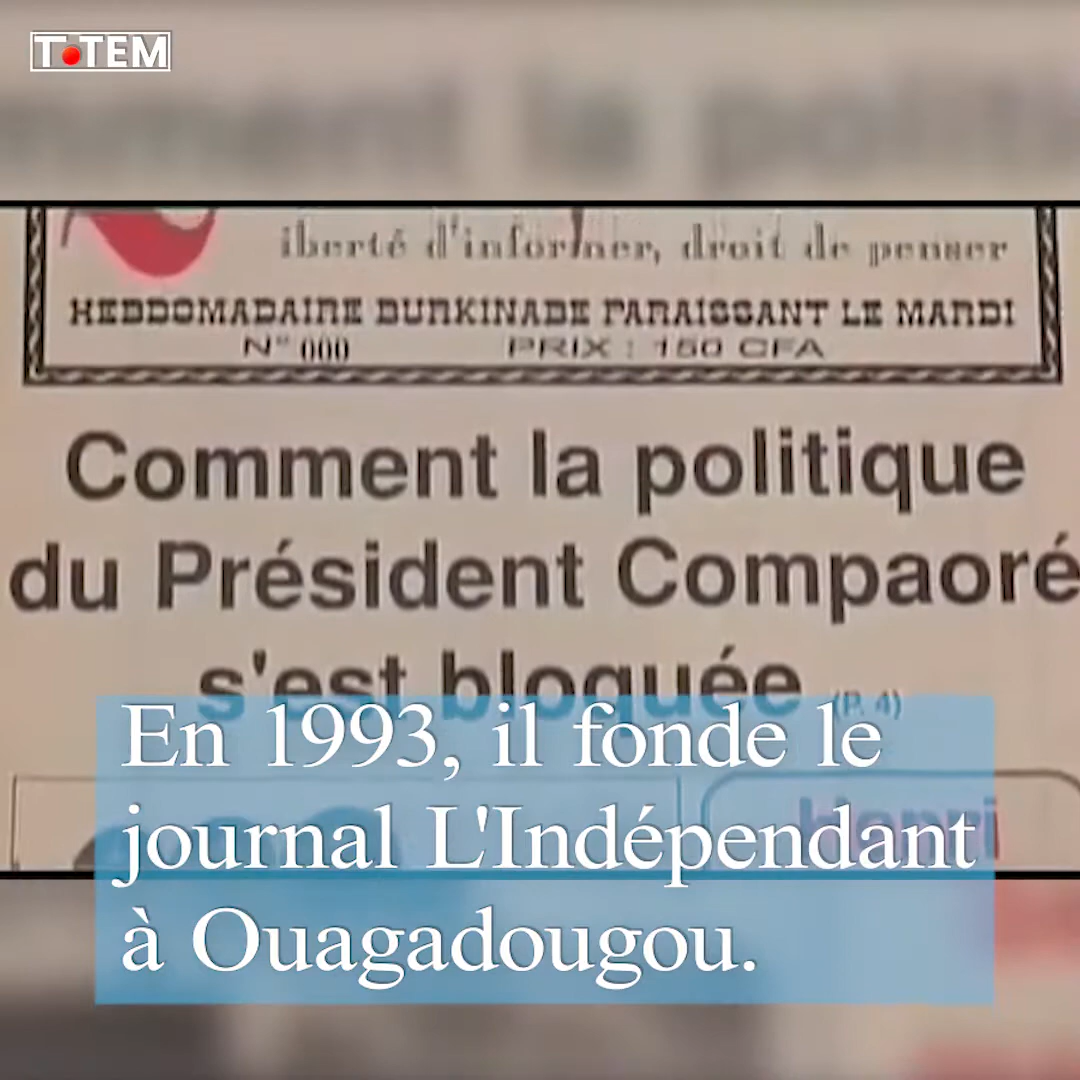 TOTEM
iberté d'informer, droit de penser
HEBDOMADAIRE BURKINABE PARAISSANT LE MARDI
N° 000 PRIX : 150 CFA
Comment la politique
du Président Compaoré
s'est bloquée (P. 4)
En 1993, il fonde le
journal L'Indépendant
à Ouagadougou.